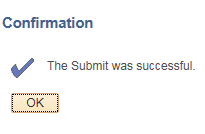 Confirmation
The Submit was successful.
OK